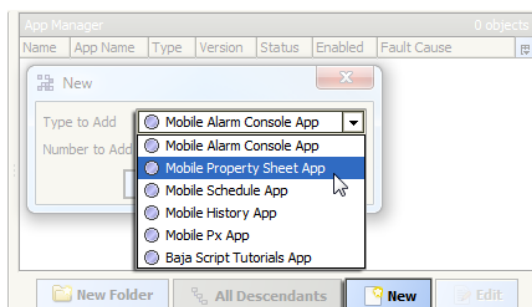 App Manager 0 objects
Name App Name Type Version Status Enabled Fault Cause
New
Type to Add Mobile Alarm Console App
Number to Add Mobile Alarm Console App
Mobile Property Sheet App
Mobile Schedule App
Mobile History App
Mobile Px App
Baja Script Tutorials App
New Folder All Descendants New Edit